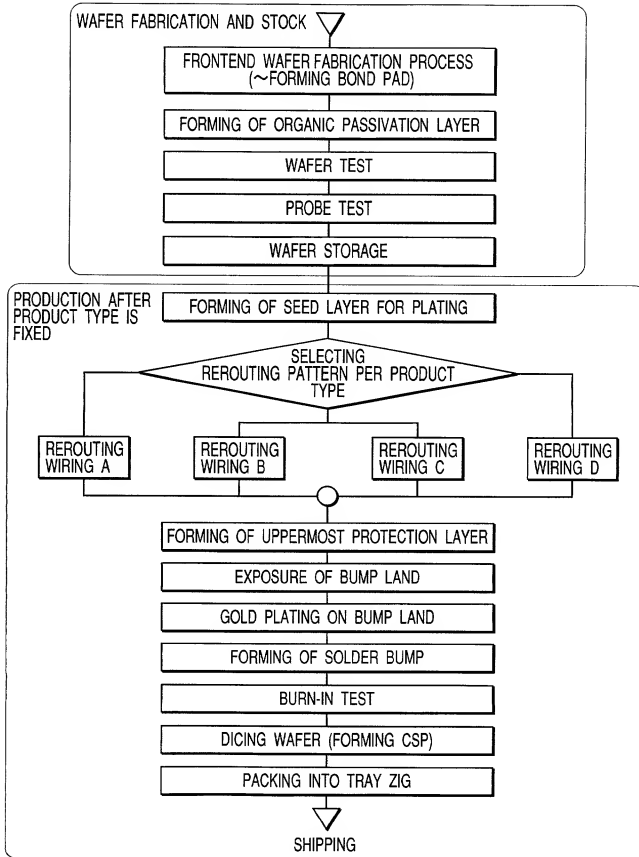 WAFER FABRICATION AND STOCK
FRONTEND WAFER FABRICATION PROCESS
(~FORMING BOND PAD)
FORMING OF ORGANIC PASSIVATION LAYER
WAFER TEST
PROBE TEST
WAFER STORAGE
PRODUCTION AFTER
PRODUCT TYPE IS
FIXED
FORMING OF SEED LAYER FOR PLATING
SELECTING
REROUTING PATTERN PER PRODUCT
TYPE
REROUTING
WIRING A
REROUTING
WIRING B
REROUTING
WIRING C
REROUTING
WIRING D
FORMING OF UPPERMOST PROTECTION LAYER
EXPOSURE OF BUMP LAND
GOLD PLATING ON BUMP LAND
FORMING OF SOLDER BUMP
BURN-IN TEST
DICING WAFER (FORMING CSP)
PACKING INTO TRAY ZIG
SHIPPING